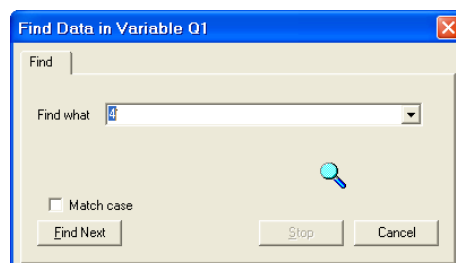 Find Data in Variable Q1
Find
Find what 4
Match case
Find Next Stop Cancel